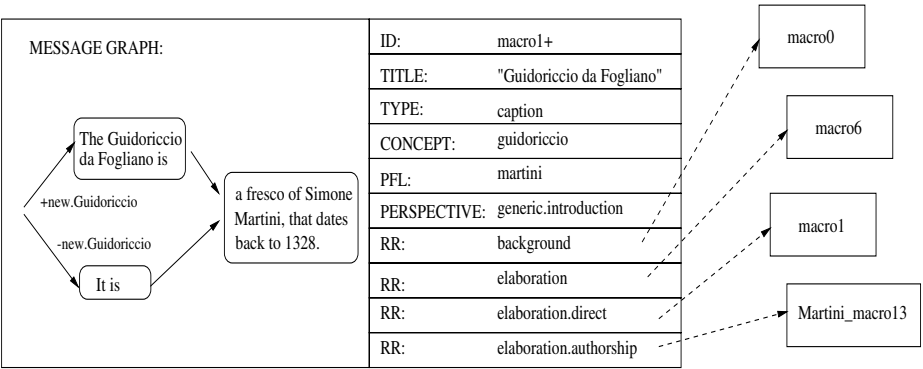 MESSAGE GRAPH:
The Guidoriccio
da Fogliano is
+new.Guidoriccio
-new.Guidoriccio
It is
a fresco of Simone
Martini, that dates
back to 1328.
ID: macro1+
TITLE: "Guidoriccio da Fogliano"
TYPE: caption
CONCEPT: guidoriccio
PFL: martini
PERSPECTIVE: generic.introduction
RR: background
RR: elaboration
RR: elaboration.direct
RR: elaboration.authorship
macro0
macro6
macro1
Martini_macro13